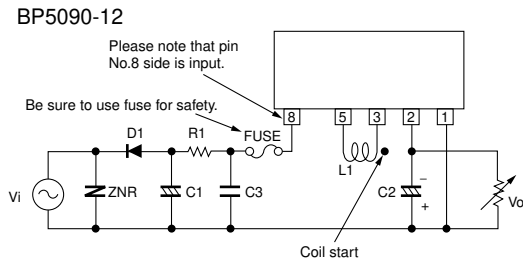 BP5090-12
Please note that pin
No.8 side is input.
Be sure to use fuse for safety.
8
5
3
2
1
D1
R1
FUSE
L1
Vi
ZNR
C1
C3
C2
−
+
Vo
Coil start